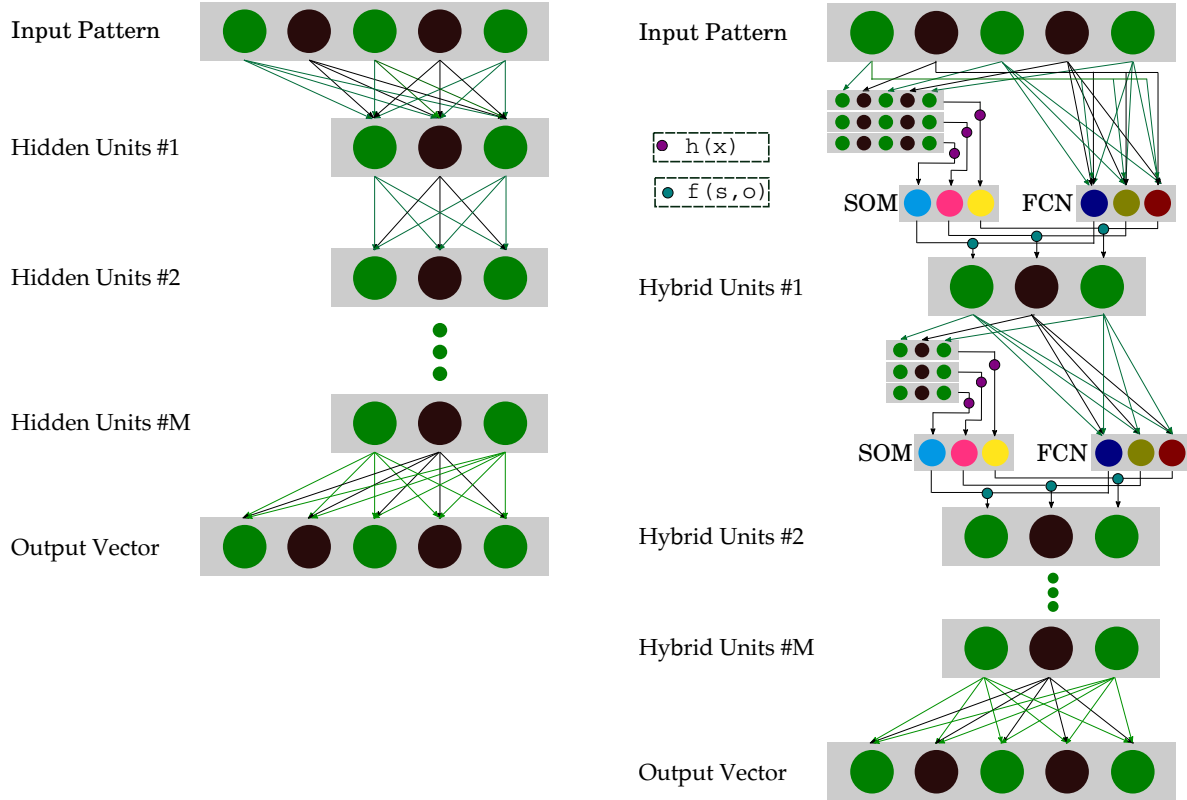 Input Pattern
Hidden Units #1
Hidden Units #2
Hidden Units #M
Output Vector
Input Pattern
h(x)
f(s,o)
SOM
FCN
Hybrid Units #1
SOM
FCN
Hybrid Units #2
Hybrid Units #M
Output Vector